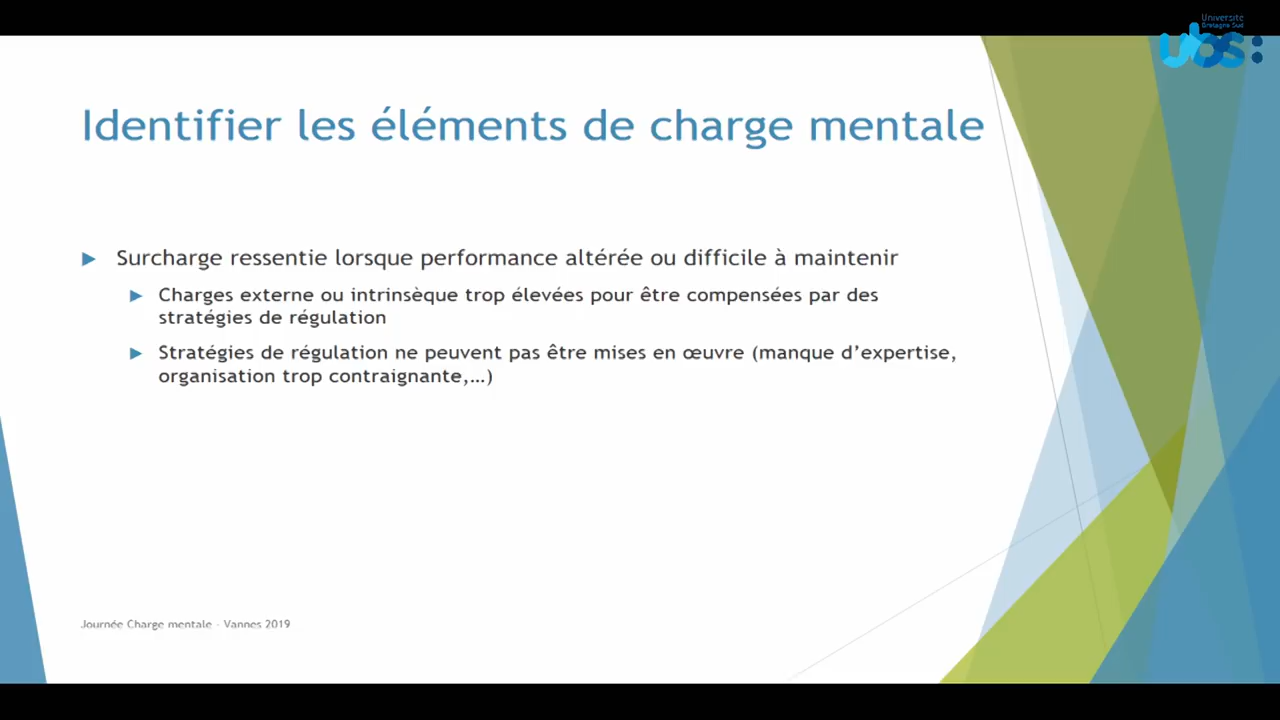 Université
Bretagne Sud
ubs:
Identifier les éléments de charge mentale
Surcharge ressentie lorsque performance altérée ou difficile à maintenir
Charges externe ou intrinsèque trop élevées pour être compensées par des
stratégies de régulation
Stratégies de régulation ne peuvent pas être mises en œuvre (manque d’expertise,
organisation trop contraignante,…)
Journée Charge mentale - Vannes 2019